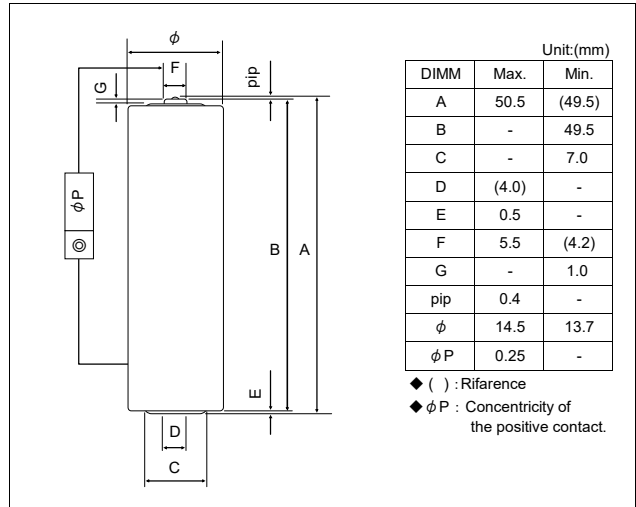 ϕ
F
pip
G
ϕP
◎
B
A
E
D
C
Unit:(mm)
DIMM Max. Min.
A 50.5 (49.5)
B - 49.5
C - 7.0
D (4.0) -
E 0.5 -
F 5.5 (4.2)
G - 1.0
pip 0.4 -
ϕ 14.5 13.7
ϕP 0.25 -
◆ ( ) : Rifarence
◆ ϕP : Concentricity of
the positive contact.